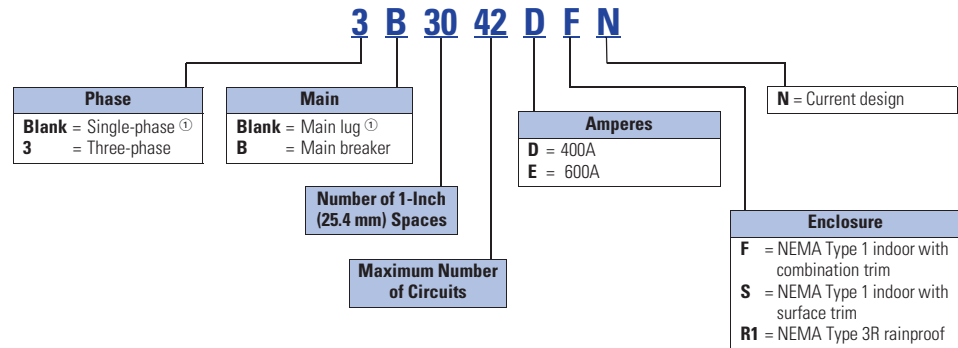 3 B 30 42 D F N
Phase
Blank = Single-phase ①
3 = Three-phase
Main
Blank = Main lug ①
B = Main breaker
Number of 1-Inch
(25.4 mm) Spaces
Maximum Number
of Circuits
Amperes
D = 400A
E = 600A
N = Current design
Enclosure
F = NEMA Type 1 indoor with
combination trim
S = NEMA Type 1 indoor with
surface trim
R1 = NEMA Type 3R rainproof